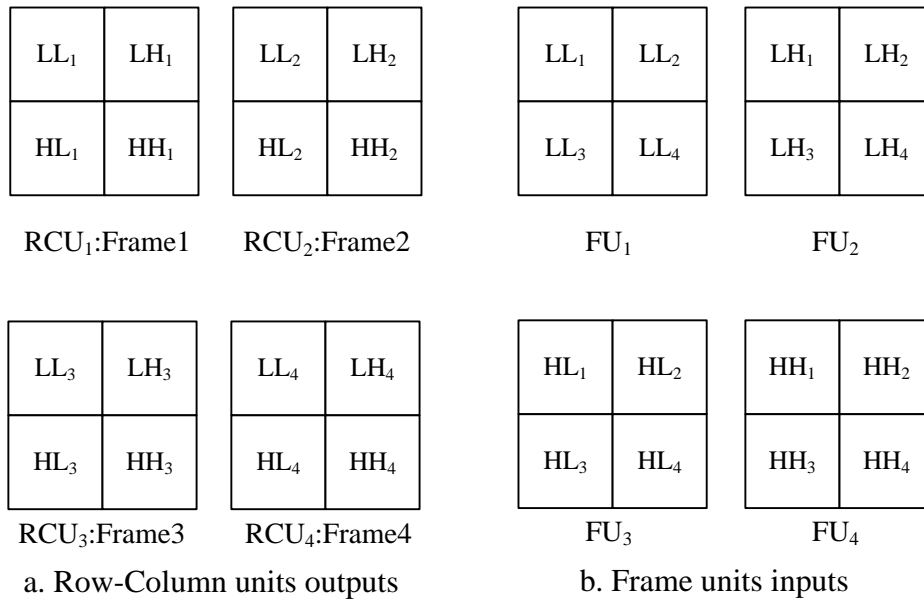 LL₁ LH₁ LL₂ LH₂ LL₁ LL₂ LH₁ LH₂
HL₁ HH₁ HL₂ HH₂ LL₃ LL₄ LH₃ LH₄
RCU₁:Frame1 RCU₂:Frame2 FU₁ FU₂
LL₃ LH₃ LL₄ LH₄ HL₁ HL₂ HH₁ HH₂
HL₃ HH₃ HL₄ HH₄ HL₃ HL₄ HH₃ HH₄
RCU₃:Frame3 RCU₄:Frame4 FU₃ FU₄
a. Row-Column units outputs b. Frame units inputs